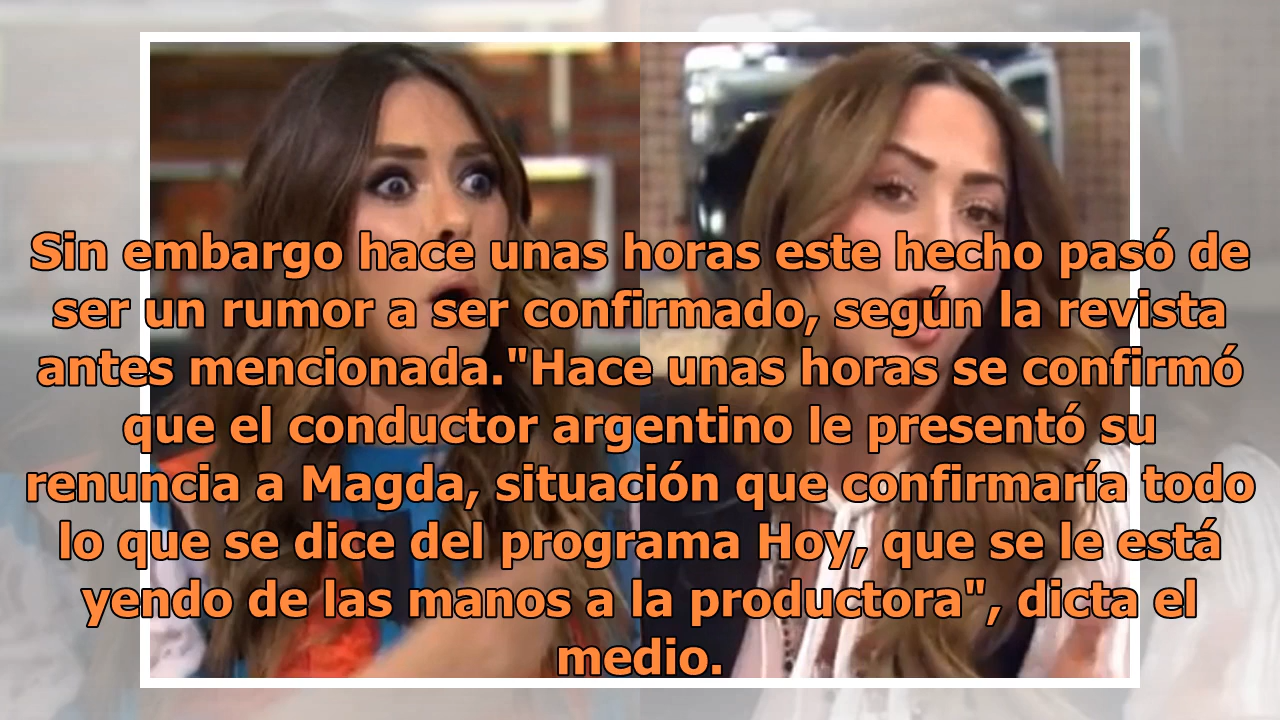 Sin embargo hace unas horas este hecho pasó de
ser un rumor a ser confirmado, según la revista
antes mencionada."Hace unas horas se confirmó
que el conductor argentino le presentó su
renuncia a Magda, situación que confirmaría todo
lo que se dice del programa Hoy, que se le está
yendo de las manos a la productora", dicta el
medio.